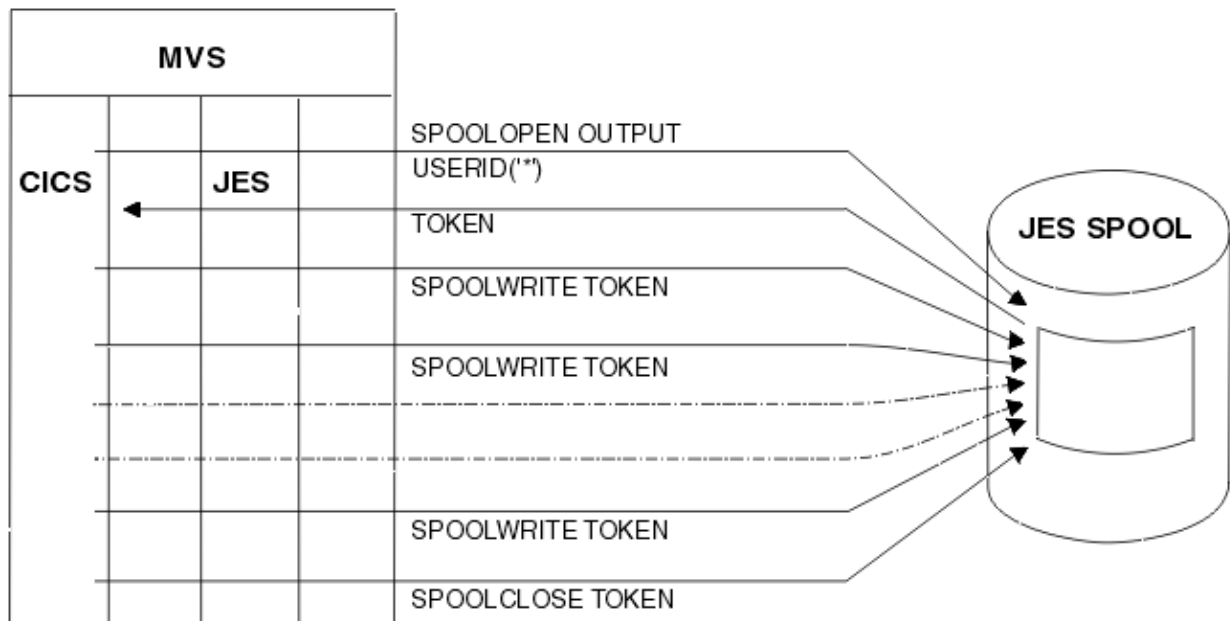 MVS
CICS
JES
SPOOLOPEN OUTPUT
USERID('*')
TOKEN
SPOOLWRITE TOKEN
SPOOLWRITE TOKEN
SPOOLWRITE TOKEN
SPOOLCLOSE TOKEN
JES SPOOL